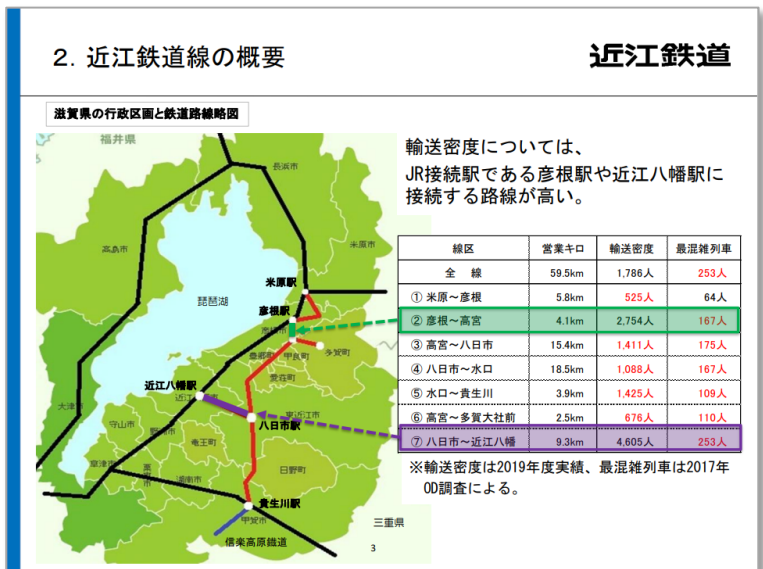 2．近江鉄道線の概要
近江鉄道
滋賀県の行政区画と鉄道路線略図
輸送密度については、
JR接続駅である彦根駅や近江八幡駅に
接続する路線が高い。
福井県
長浜市
高島市
米原市
米原駅
琵琶湖
彦根駅
彦根市
多賀町
豊郷町 甲良町
愛荘町
近江八幡駅
大津市
東近江市
八日市駅
守山市
野洲市
竜王町
日野町
草津市
栗東市
湖南市
貴生川駅
甲賀市
三重県
信楽高原鐵道
線区 営業キロ 輸送密度 最混雑列車
全　線 59.5km 1,786人 253人
① 米原～彦根 5.8km 525人 64人
② 彦根～高宮 4.1km 2,754人 167人
③ 高宮～八日市 15.4km 1,411人 175人
④ 八日市～水口 18.5km 1,088人 167人
⑤ 水口～貴生川 3.9km 1,425人 109人
⑥ 高宮～多賀大社前 2.5km 676人 110人
⑦ 八日市～近江八幡 9.3km 4,605人 253人
※輸送密度は2019年度実績、最混雑列車は2017年
OD調査による。
3